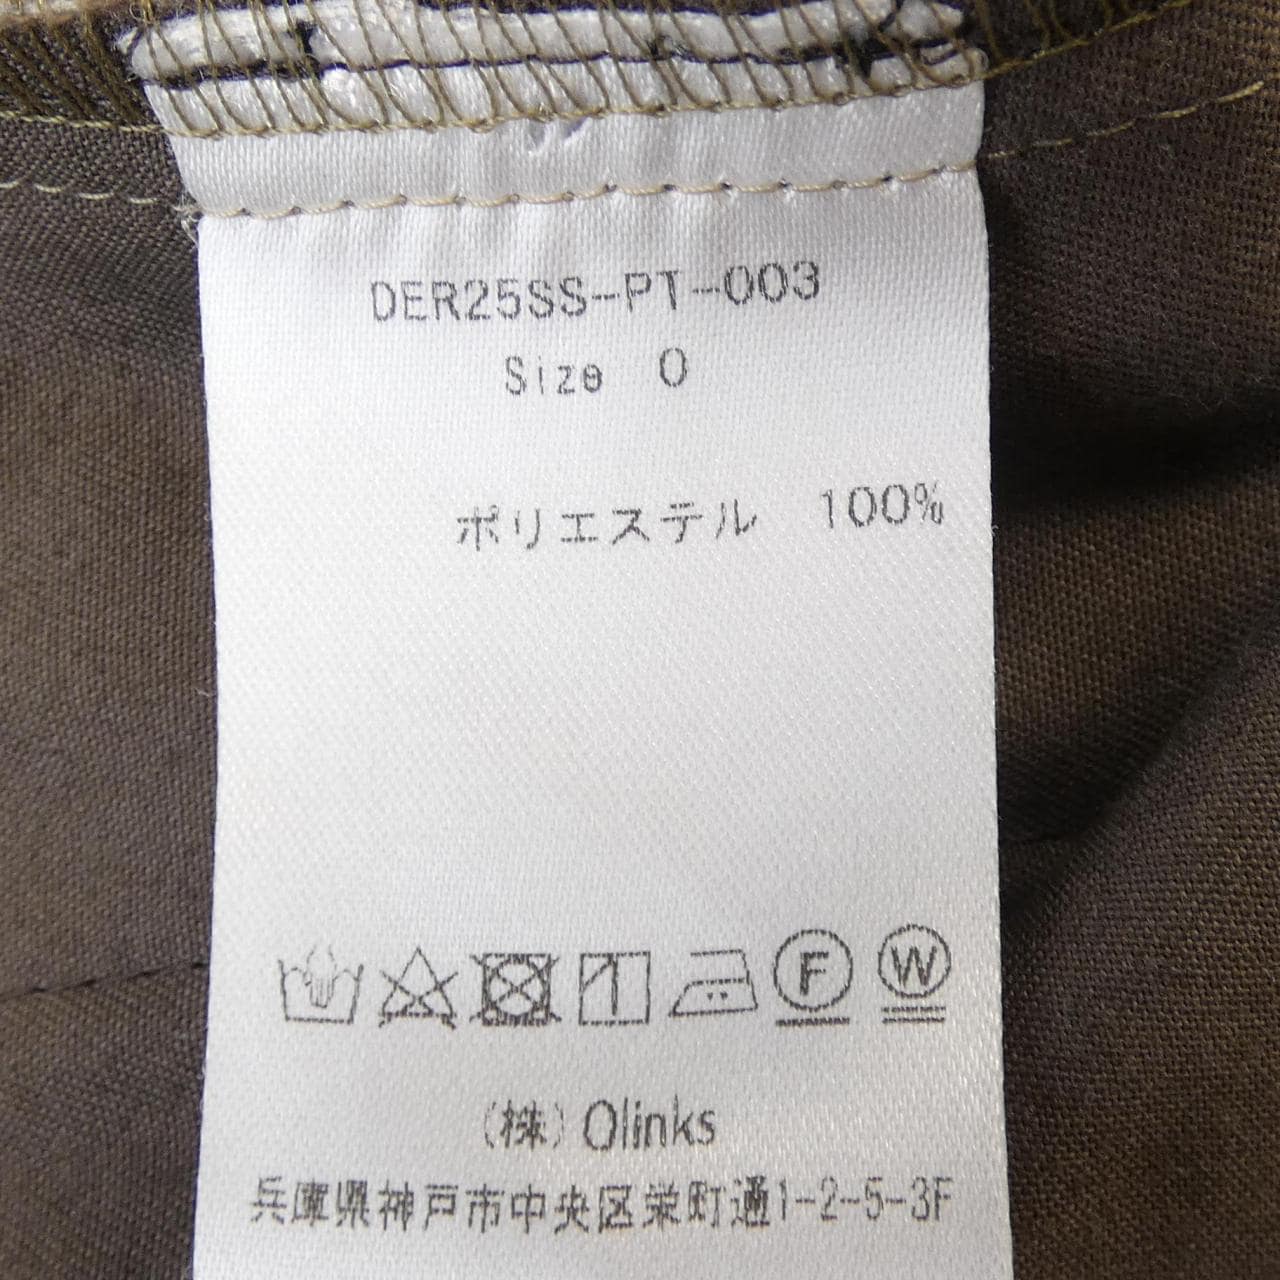 DER25SS-PT-003
Size 0
ポリエステル 100%
F W
(株) Olinks
兵庫県神戸市中央区栄町通1-2-5-3F